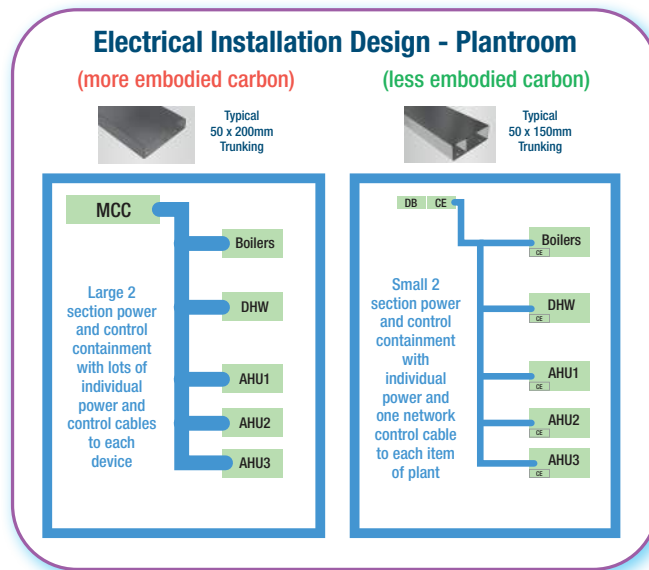 Electrical Installation Design - Plantroom
(more embodied carbon)
(less embodied carbon)
Typical
50 x 200mm
Trunking
Typical
50 x 150mm
Trunking
MCC
Boilers
DHW
AHU1
AHU2
AHU3
Large 2
section power
and control
containment
with lots of
individual
power and
control cables
to each
device
DB
CE
Boilers
CE
DHW
CE
AHU1
CE
AHU2
CE
AHU3
CE
Small 2
section power
and control
containment
with
individual
power and
one network
control cable
to each item
of plant